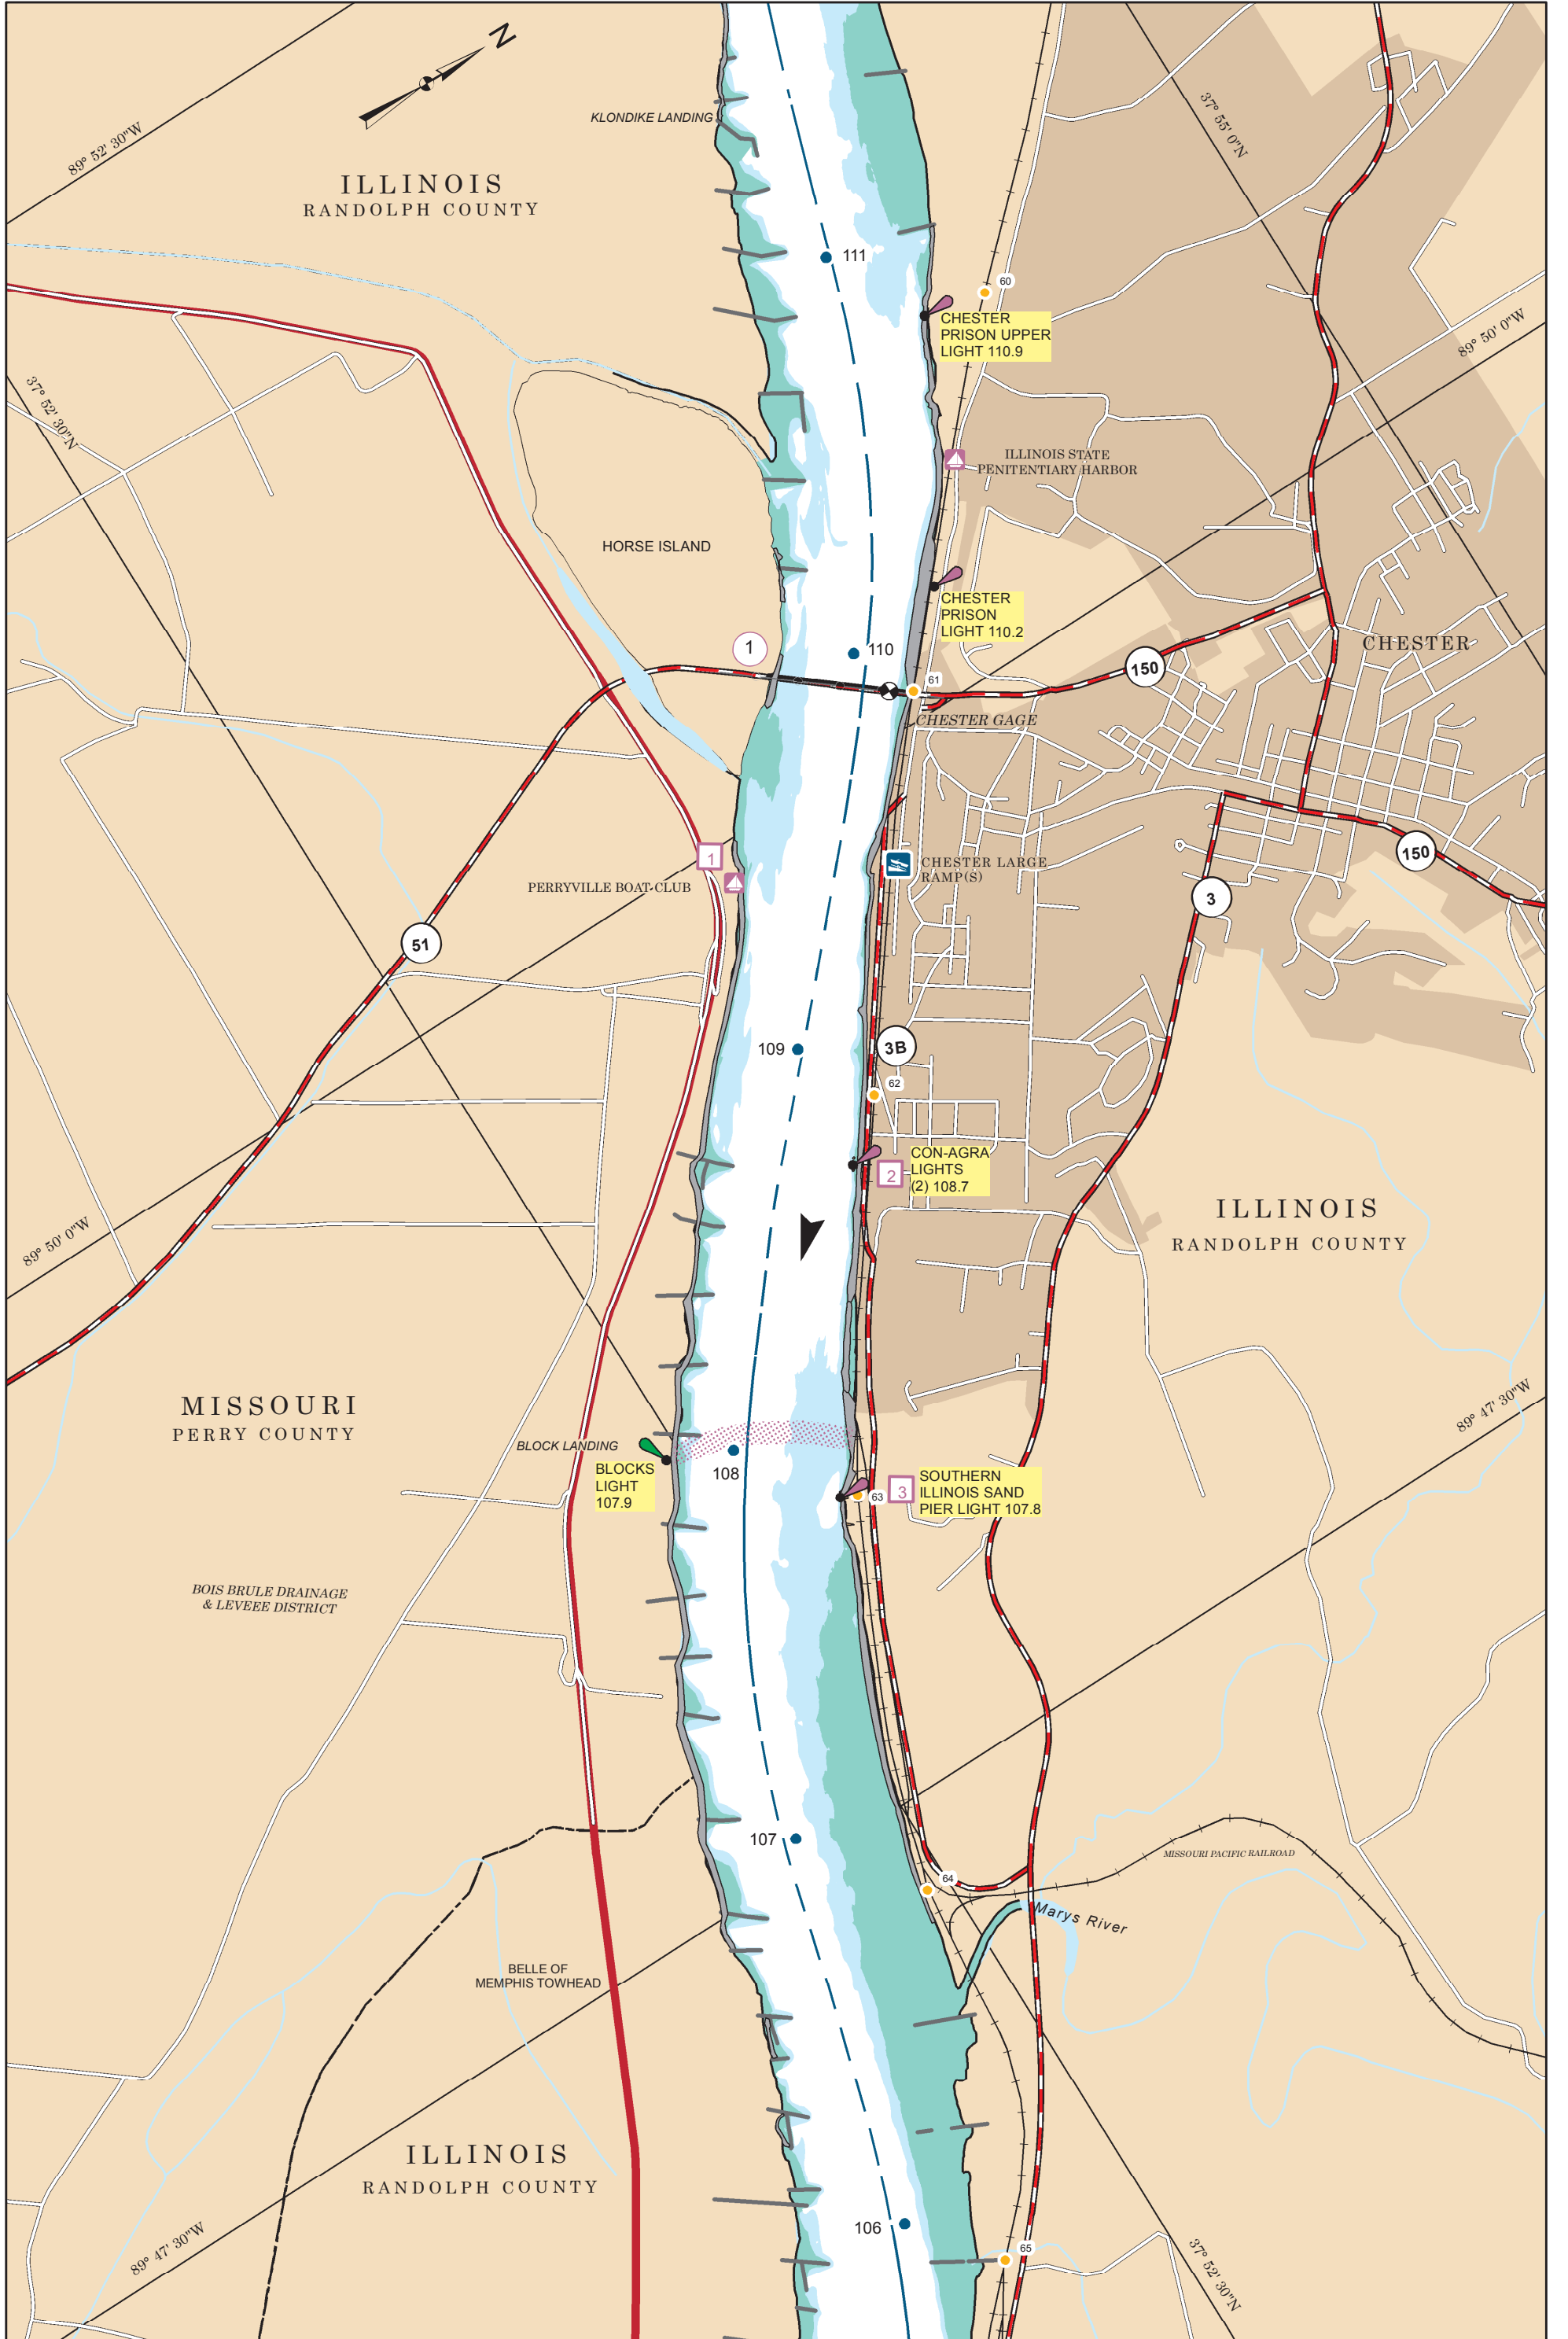 N
KLONDIKE LANDING
89° 52' 30"W
37° 55' 0"N
ILLINOIS
RANDOLPH COUNTY
111
60
CHESTER
PRISON UPPER
LIGHT 110.9
89° 50' 0"W
37° 52' 30"N
ILLINOIS STATE
PENITENTIARY HARBOR
HORSE ISLAND
CHESTER
PRISON
LIGHT 110.2
1
110
CHESTER
150
61
CHESTER GAGE
1
PERRYVILLE BOAT CLUB
CHESTER LARGE
RAMP(S)
150
3
51
109
3B
62
CON-AGRA
LIGHTS
(2) 108.7
2
ILLINOIS
RANDOLPH COUNTY
89° 50' 0"W
MISSOURI
PERRY COUNTY
89° 47' 30"W
BLOCK LANDING
BLOCKS
LIGHT
107.9
108
63
3
SOUTHERN
ILLINOIS SAND
PIER LIGHT 107.8
BOIS BRULE DRAINAGE
& LEVEEE DISTRICT
107
MISSOURI PACIFIC RAILROAD
64
Marys River
BELLE OF
MEMPHIS TOWHEAD
ILLINOIS
RANDOLPH COUNTY
106
65
89° 47' 30"W
37° 52' 30"N